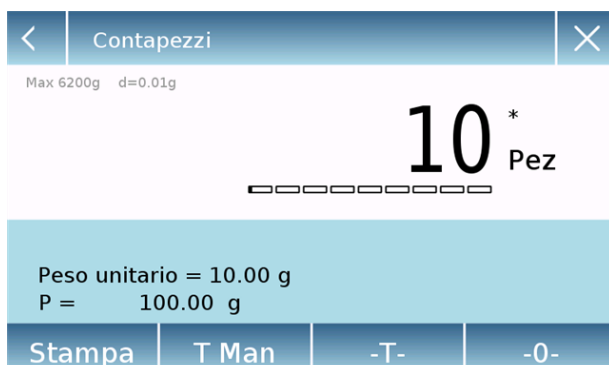 Contapezzi
Max 6200g d=0.01g
10 *
Pez
Peso unitario = 10.00 g
P = 100.00 g
Stampa T Man -T- -0-